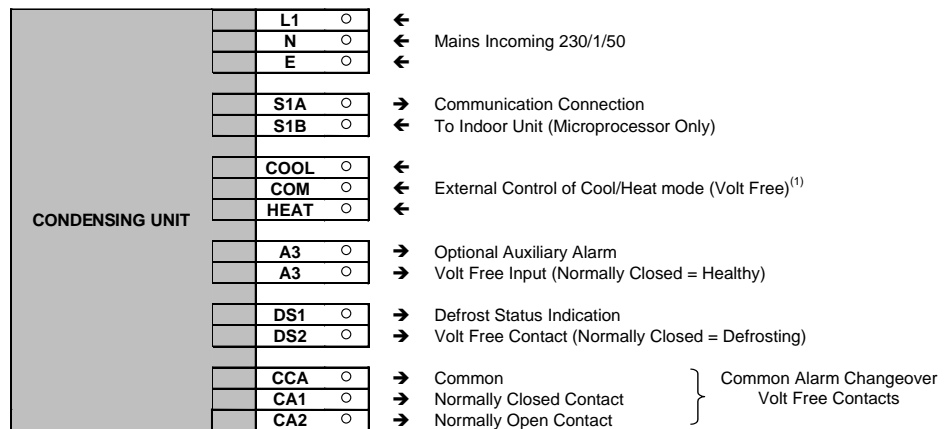 L1
N Mains Incoming 230/1/50
E
S1A Communication Connection
S1B To Indoor Unit (Microprocessor Only)
COOL
COM External Control of Cool/Heat mode (Volt Free)(1)
HEAT
CONDENSING UNIT
A3 Optional Auxiliary Alarm
A3 Volt Free Input (Normally Closed = Healthy)
DS1 Defrost Status Indication
DS2 Volt Free Contact (Normally Closed = Defrosting)
CCA Common Common Alarm Changeover
CA1 Normally Closed Contact Volt Free Contacts
CA2 Normally Open Contact